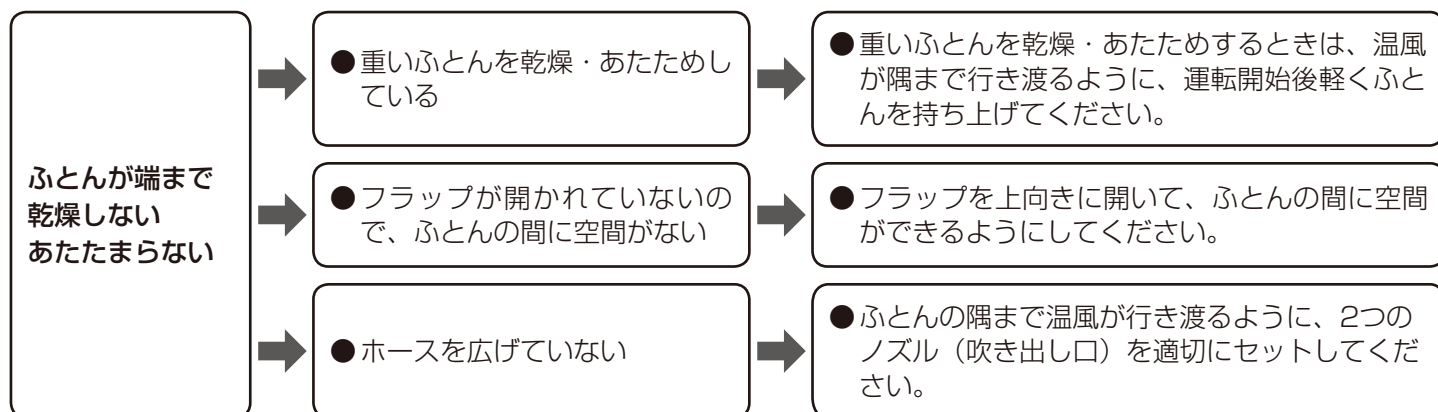 ふとんが端まで
乾燥しない
あたたまらない
●重いふとんを乾燥・あたためし
ている
●重いふとんを乾燥・あたためするときは、温風
が隅まで行き渡るように、運転開始後軽くふと
んを持ち上げてください。
●フラップが開かれていないの
で、ふとんの間に空間がない
●フラップを上向きに開いて、ふとんの間に空間
ができるようにしてください。
●ホースを広げていない
●ふとんの隅まで温風が行き渡るように、2つの
ノズル（吹き出し口）を適切にセットしてくだ
さい。